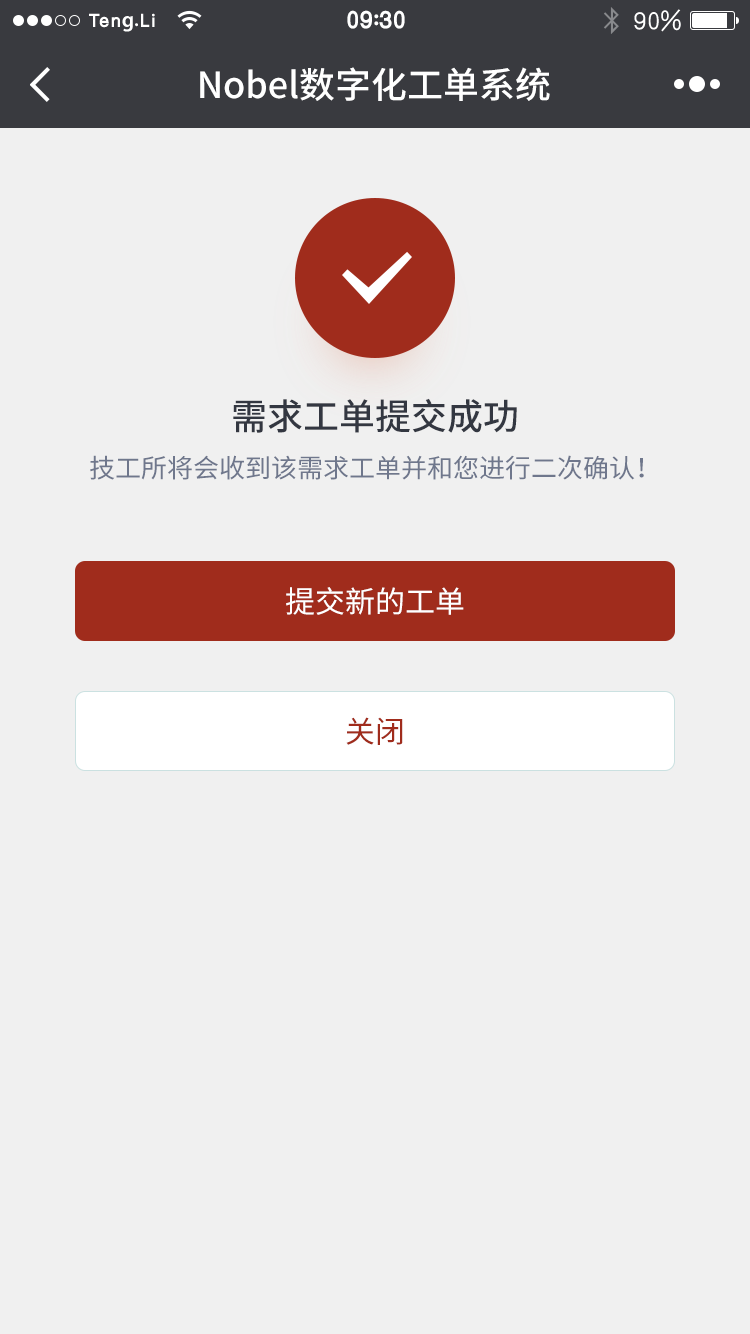 Teng.Li 09:30 90%
Nobel数字化工单系统
需求工单提交成功
技工所将会收到该需求工单并和您进行二次确认！
提交新的工单
关闭